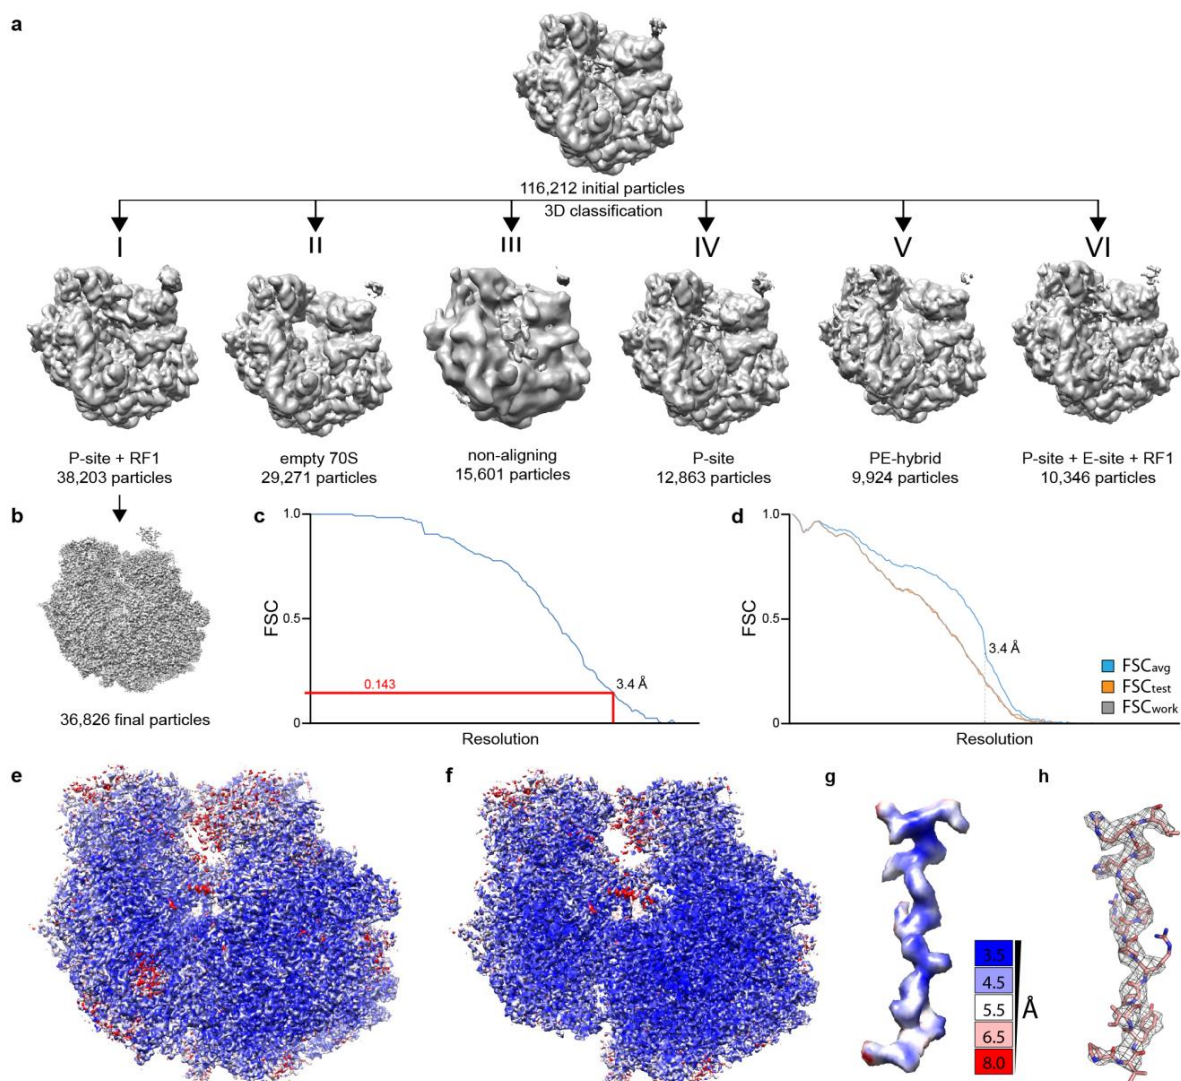 a
116,212 initial particles
3D classification
I II III IV V VI
P-site + RF1
38,203 particles
empty 70S
29,271 particles
non-aligning
15,601 particles
P-site
12,863 particles
PE-hybrid
9,924 particles
P-site + E-site + RF1
10,346 particles
b
36,826 final particles
c
1.0
0.5
0
FSC
0.143
3.4 Å
Resolution
d
1.0
0.5
0
FSC
3.4 Å
FSCavg
FSCtest
FSCwork
Resolution
e
f
g
3.5
4.5
5.5
6.5
8.0
Å
h